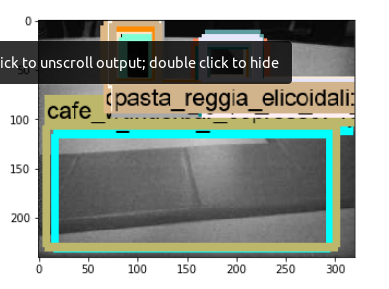 0
ick to unscroll output; double click to hide
pasta_reggia_elicoidali:
cafe_
100
150
200
0 50 100 150 200 250 300